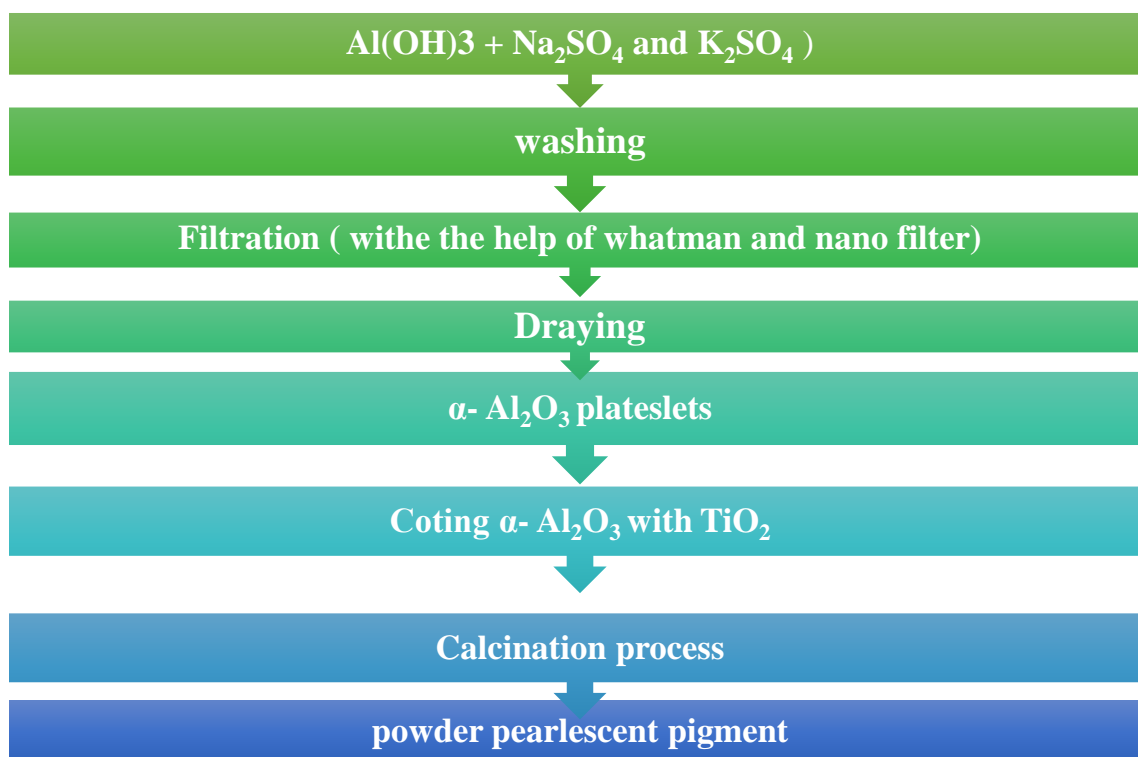 Al(OH)3 + Na₂SO₄ and K₂SO₄ )
washing
Filtration ( withe the help of whatman and nano filter)
Draying
α- Al₂O₃ plateslets
Coting α- Al₂O₃ with TiO₂
Calcination process
powder pearlescent pigment